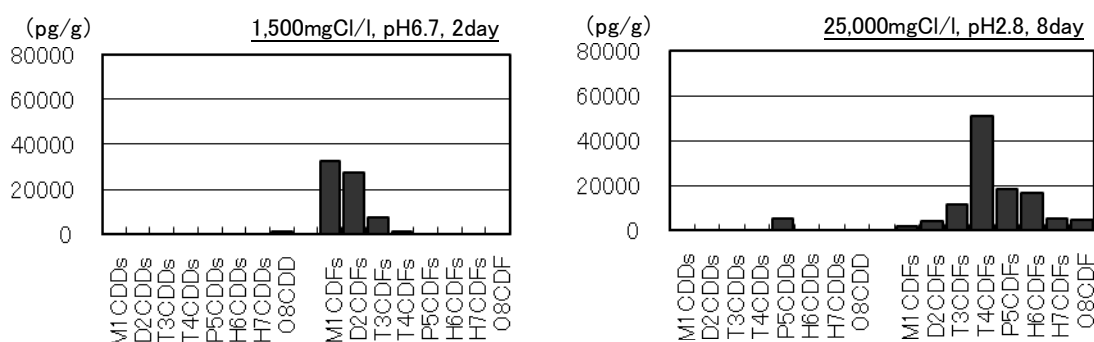 (pg/g)
1,500mgCl/l, pH6.7, 2day
80000
60000
40000
20000
0
M1CDDs
D2CDDs
T3CDDs
T4CDDs
P5CDDs
H6CDDs
H7CDDs
O8CDD
M1CDFs
D2CDFs
T3CDFs
T4CDFs
P5CDFs
H6CDFs
H7CDFs
O8CDF
(pg/g)
25,000mgCl/l, pH2.8, 8day
80000
60000
40000
20000
0
M1CDDs
D2CDDs
T3CDDs
T4CDDs
P5CDDs
H6CDDs
H7CDDs
O8CDD
M1CDFs
D2CDFs
T3CDFs
T4CDFs
P5CDFs
H6CDFs
H7CDFs
O8CDF